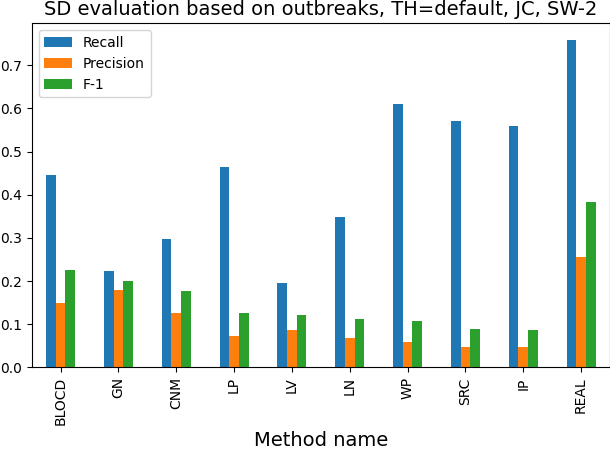 SD evaluation based on outbreaks, TH=default, JC, SW-2
Recall
Precision
F-1
0.7
0.6
0.5
0.4
0.3
0.2
0.1
0.0
BLOCD
GN
CNM
LP
LV
LN
WP
SRC
IP
REAL
Method name